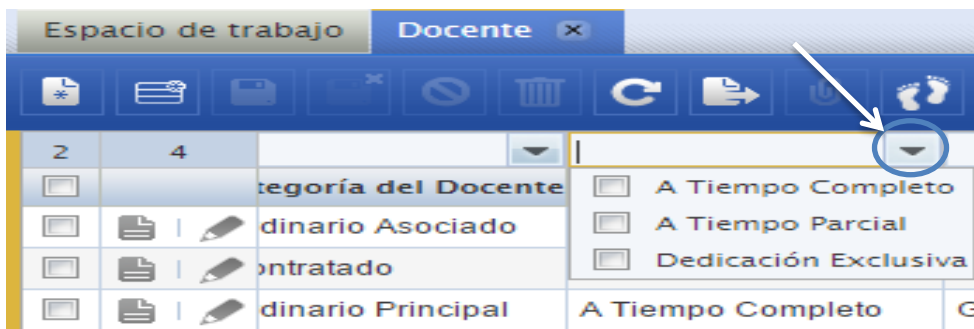 Espacio de trabajo Docente
2 4
tegoría del Docente A Tiempo Completo
dinario Asociado A Tiempo Parcial
ontratado Dedicación Exclusiva
dinario Principal A Tiempo Completo